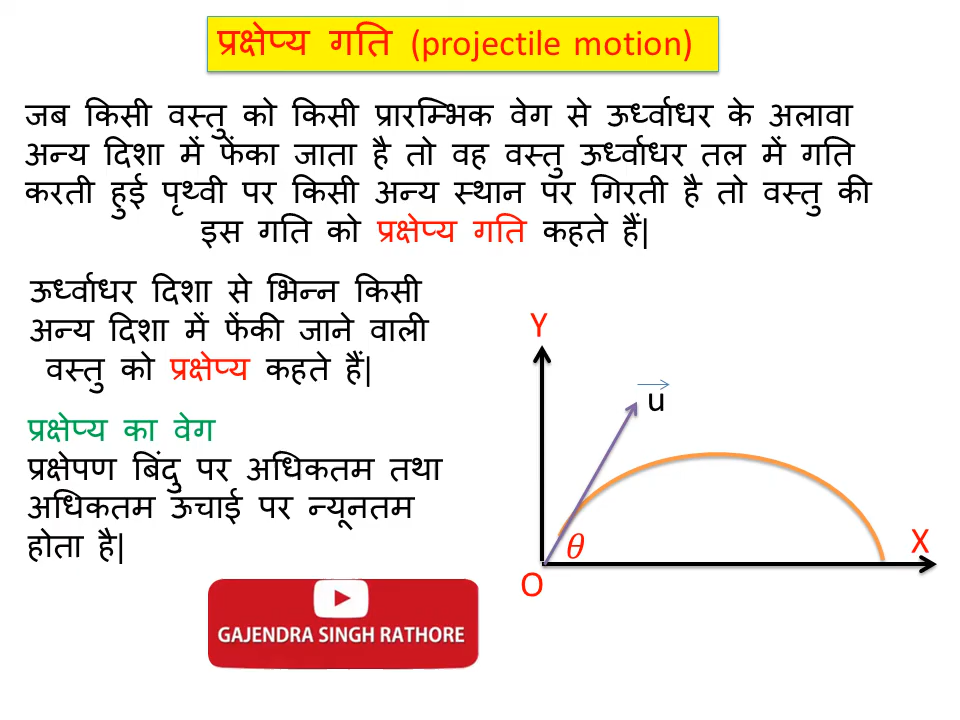 प्रक्षेप्य गति (projectile motion)
जब किसी वस्तु को किसी प्रारम्भिक वेग से ऊर्ध्वाधर के अलावा
अन्य दिशा में फेंका जाता है तो वह वस्तु ऊर्ध्वाधर तल में गति
करती हुई पृथ्वी पर किसी अन्य स्थान पर गिरती है तो वस्तु की
इस गति को प्रक्षेप्य गति कहते हैं|
ऊर्ध्वाधर दिशा से भिन्न किसी
अन्य दिशा में फेंकी जाने वाली
वस्तु को प्रक्षेप्य कहते हैं|
प्रक्षेप्य का वेग
प्रक्षेपण बिंदु पर अधिकतम तथा
अधिकतम ऊचाई पर न्यूनतम
होता है|
Y
u
θ
X
O
GAJENDRA SINGH RATHORE